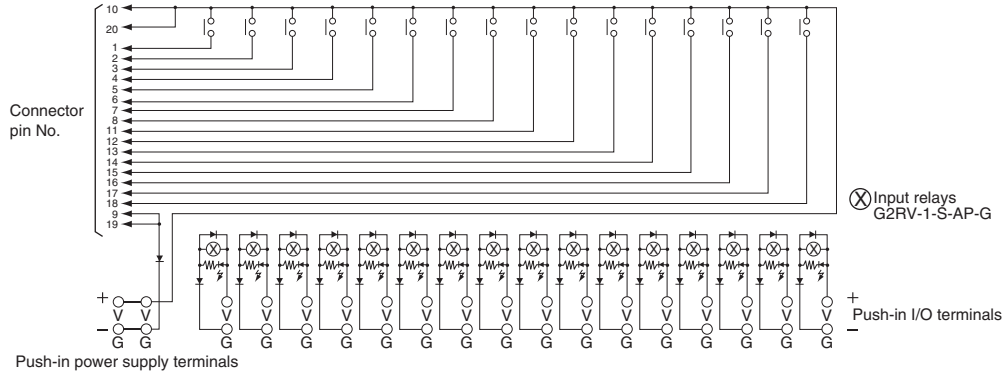 10
20
1
2
3
4
5
6
7
8
11
12
13
14
15
16
17
18
9
19
Connector
pin No.
Input relays
G2RV-1-S-AP-G
+
V V
−
G G
V V V V V V V V V V V V V V V V
G G G G G G G G G G G G G G G G
+
Push-in I/O terminals
−
Push-in power supply terminals